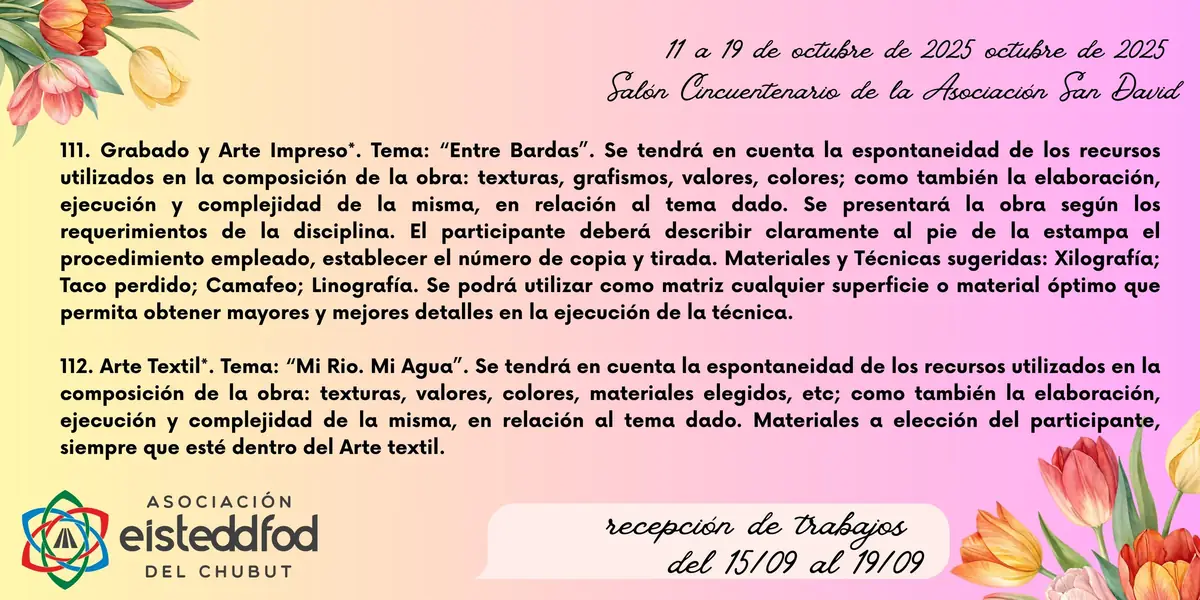 11 a 19 de octubre de 2025 octubre de 2025
Salón Cincuentenario de la Asociación San David
111. Grabado y Arte Impreso*. Tema: “Entre Bardas”. Se tendrá en cuenta la espontaneidad de los recursos
utilizados en la composición de la obra: texturas, grafismos, valores, colores; como también la elaboración,
ejecución y complejidad de la misma, en relación al tema dado. Se presentará la obra según los
requerimientos de la disciplina. El participante deberá describir claramente al pie de la estampa el
procedimiento empleado, establecer el número de copia y tirada. Materiales y Técnicas sugeridas: Xilografía;
Taco perdido; Camafeo; Linografía. Se podrá utilizar como matriz cualquier superficie o material óptimo que
permita obtener mayores y mejores detalles en la ejecución de la técnica.
112. Arte Textil*. Tema: “Mi Rio. Mi Agua”. Se tendrá en cuenta la espontaneidad de los recursos utilizados en la
composición de la obra: texturas, valores, colores, materiales elegidos, etc; como también la elaboración,
ejecución y complejidad de la misma, en relación al tema dado. Materiales a elección del participante,
siempre que esté dentro del Arte textil.
ASOCIACIÓN
eisteddfod
DEL CHUBUT
recepción de trabajos
del 15/09 al 19/09